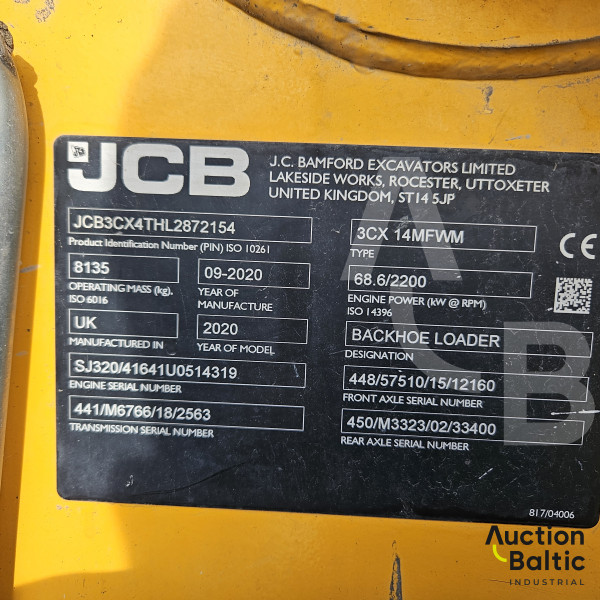 JCB
J.C. BAMFORD EXCAVATORS LIMITED
LAKESIDE WORKS, ROCESTER, UTTOXETER
UNITED KINGDOM, ST14 5JP
JCB3CX4THL2872154
Product Identification Number (PIN) ISO 10261
8135
OPERATING MASS (kg),
ISO 6016
09-2020
YEAR OF
MANUFACTURE
UK
MANUFACTURED IN
2020
YEAR OF MODEL
SJ320/41641U0514319
ENGINE SERIAL NUMBER
441/M6766/18/2563
TRANSMISSION SERIAL NUMBER
3CX 14MFWM
TYPE
CE
68.6/2200
ENGINE POWER (kW @ RPM)
ISO 14396
BACKHOE LOADER
DESIGNATION
448/57510/15/12160
FRONT AXLE SERIAL NUMBER
450/M3323/02/33400
REAR AXLE SERIAL NUMBER
817/04006
AB
Auction
Baltic
INDUSTRIAL